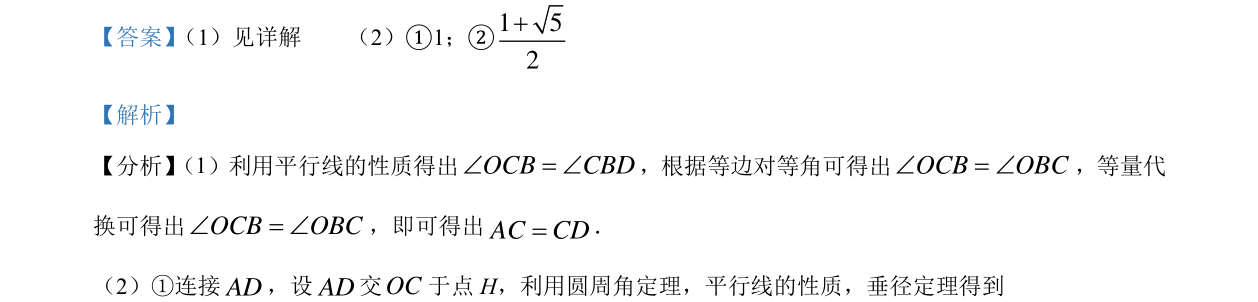 【答案】（1）见详解　　（2）①1；②$\frac{1+\sqrt{5}}{2}$
【解析】
【分析】（1）利用平行线的性质得出∠OCB=∠CBD，根据等边对等角可得出∠OCB=∠OBC，等量代
换可得出∠OCB=∠OBC，即可得出AC=CD．
（2）①连接AD，设AD交OC于点H，利用圆周角定理，平行线的性质，垂径定理得到